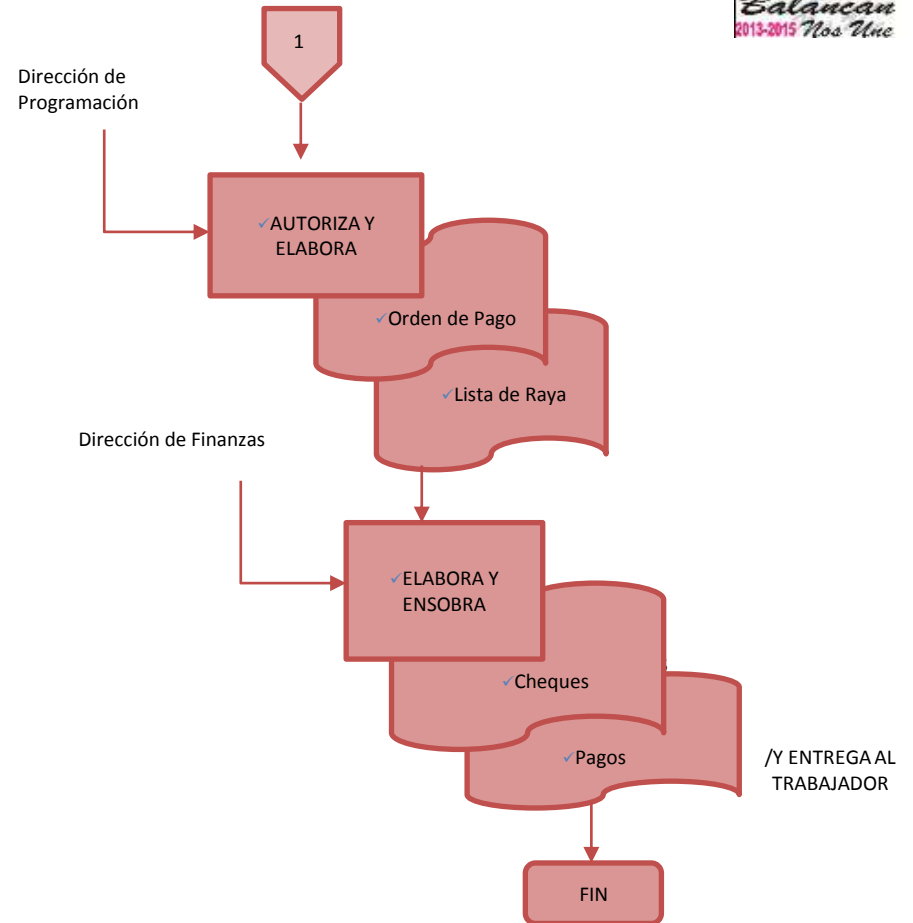 Balancán
2013-2015 Nos Une
1
Dirección de
Programación
✓AUTORIZA Y
ELABORA
✓Orden de Pago
✓Lista de Raya
Dirección de Finanzas
✓ELABORA Y
ENSOBRA
✓Cheques
✓Pagos
/Y ENTREGA AL
TRABAJADOR
FIN